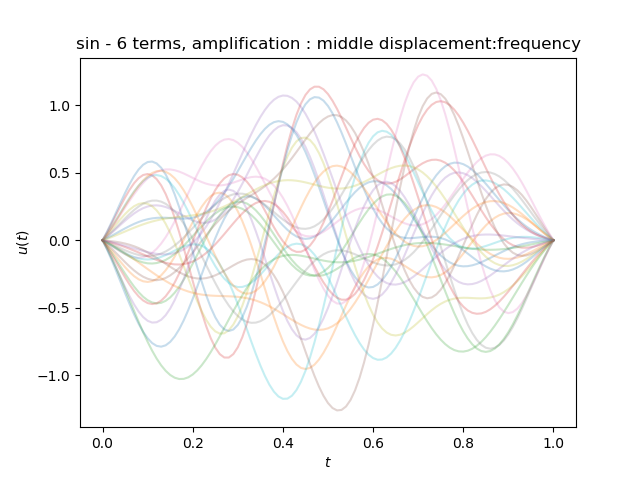 sin - 6 terms, amplification : middle displacement:frequency
1.0
0.5
0.0
−0.5
−1.0
u(t)
0.0 0.2 0.4 0.6 0.8 1.0
t